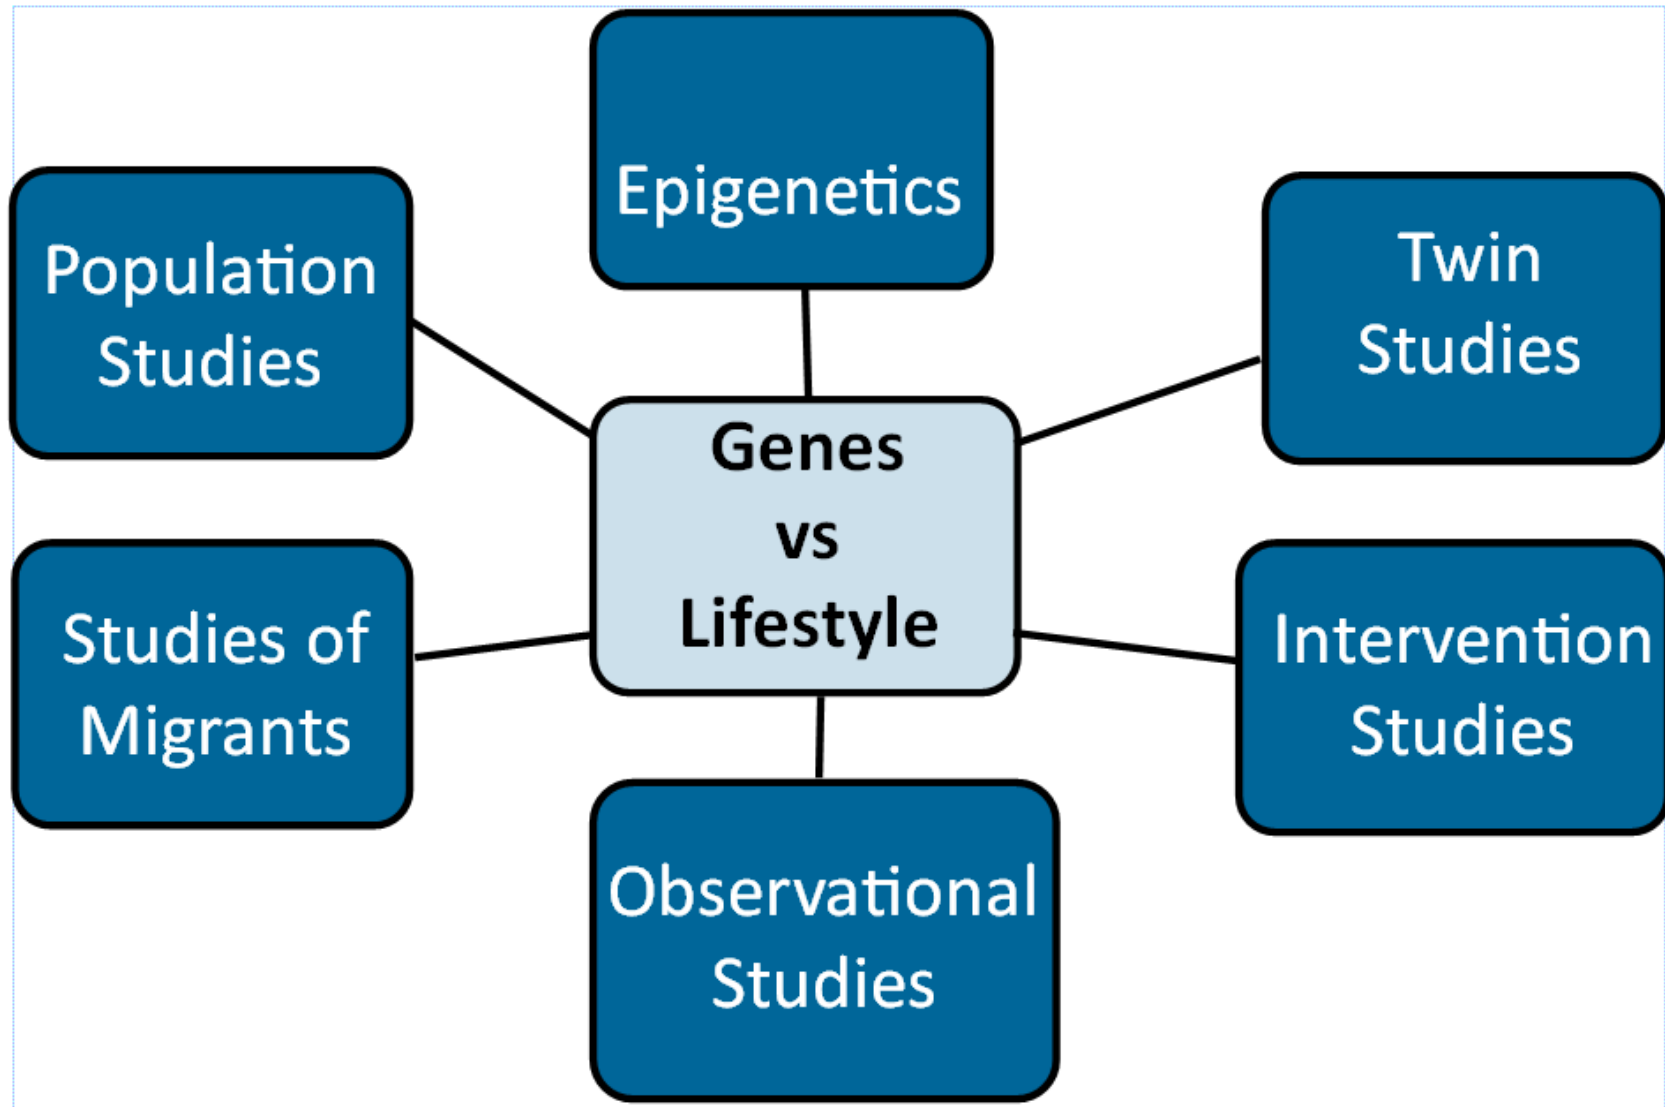 Epigenetics
Population
Studies
Twin
Studies
Genes
vs
Lifestyle
Studies of
Migrants
Intervention
Studies
Observational
Studies